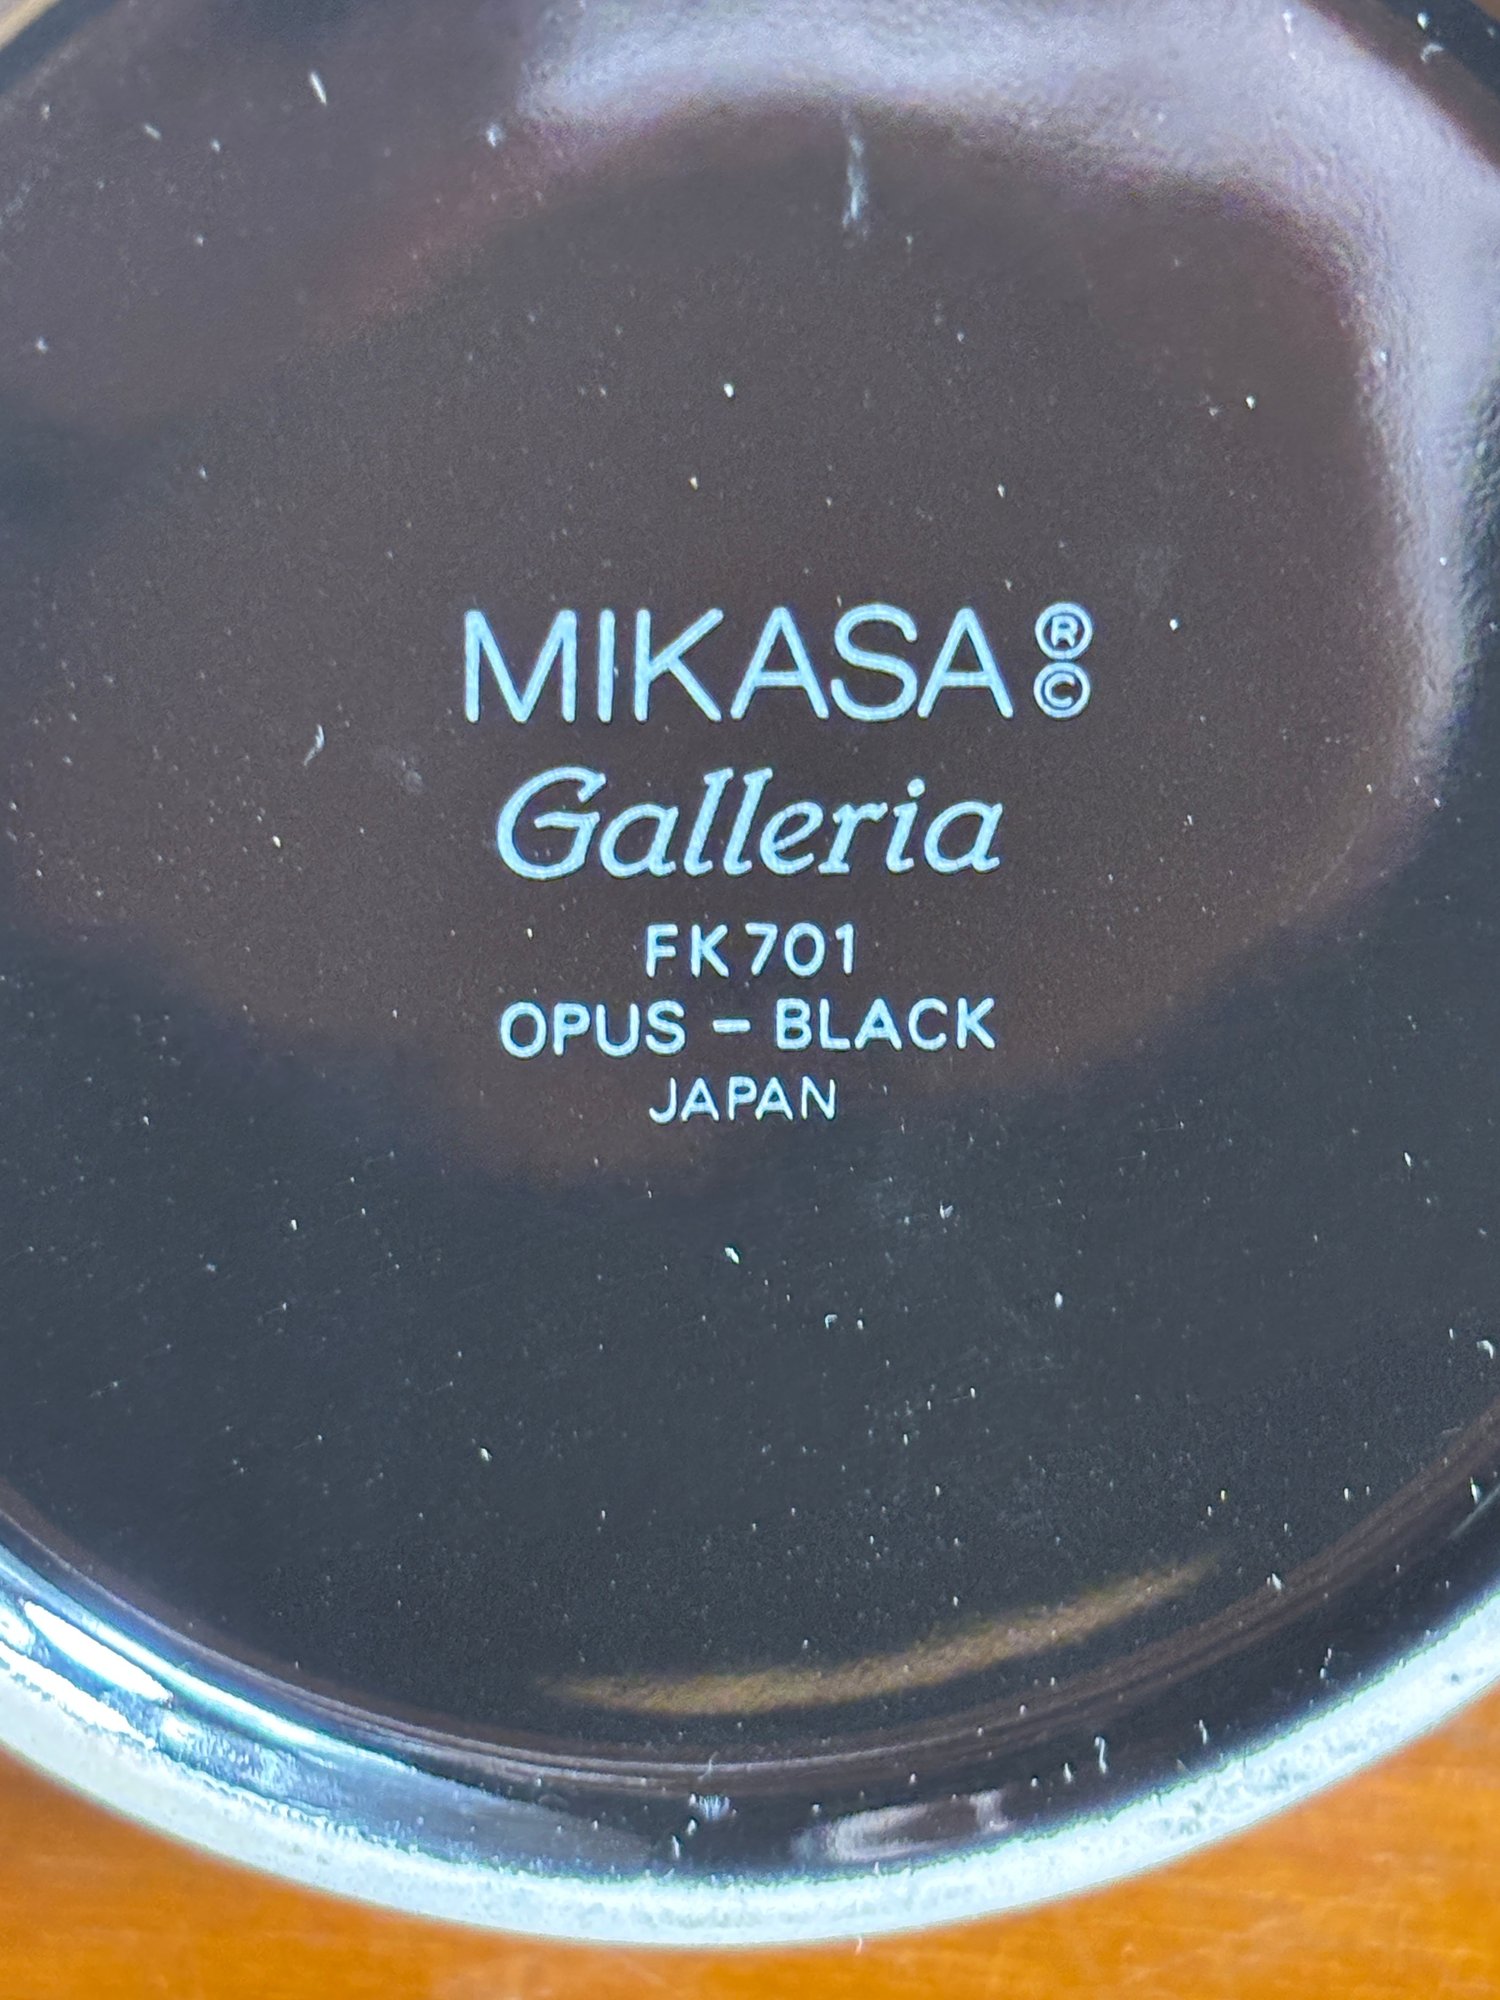 MIKASA®©
Galleria
FK701
OPUS – BLACK
JAPAN